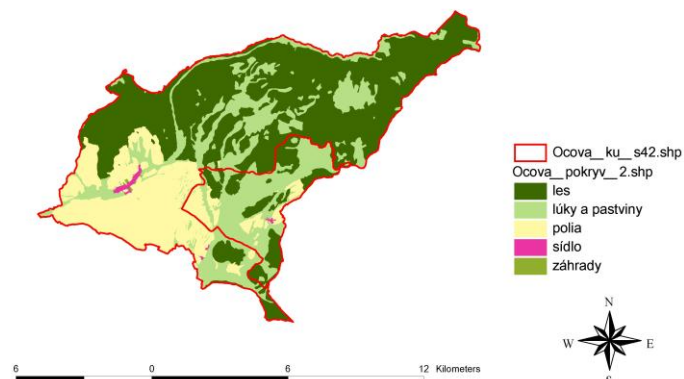 Ocova__ku__s42.shp
Ocova__pokryv__2.shp
les
lúky a pastviny
polia
sídlo
záhrady
N
W E
S
6 0 6 12 Kilometers